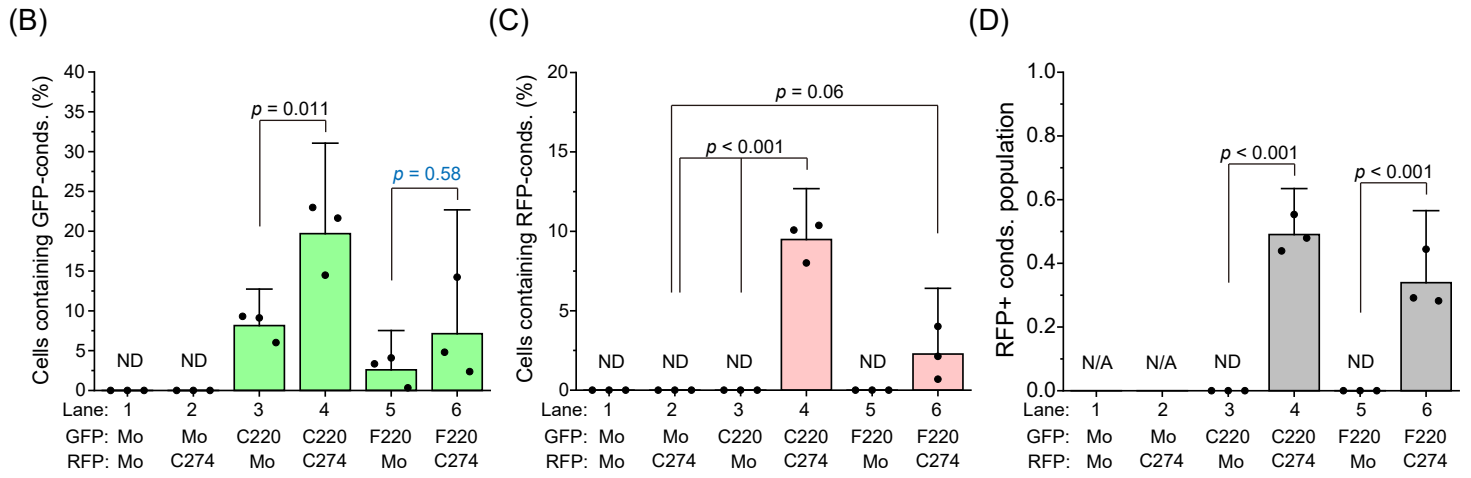 (B)
Cells containing GFP-conds. (%)
40
35
30
25
20
15
10
5
0
p = 0.011
p = 0.58
ND ND
Lane: 1 2 3 4 5 6
GFP: Mo Mo C220 C220 F220 F220
RFP: Mo C274 Mo C274 Mo C274
(C)
Cells containing RFP-conds. (%)
20
15
10
5
0
p = 0.06
p < 0.001
ND ND ND ND
Lane: 1 2 3 4 5 6
GFP: Mo Mo C220 C220 F220 F220
RFP: Mo C274 Mo C274 Mo C274
(D)
RFP+ conds. population
1.0
0.8
0.6
0.4
0.2
0.0
p < 0.001
p < 0.001
N/A N/A ND ND
Lane: 1 2 3 4 5 6
GFP: Mo Mo C220 C220 F220 F220
RFP: Mo C274 Mo C274 Mo C274